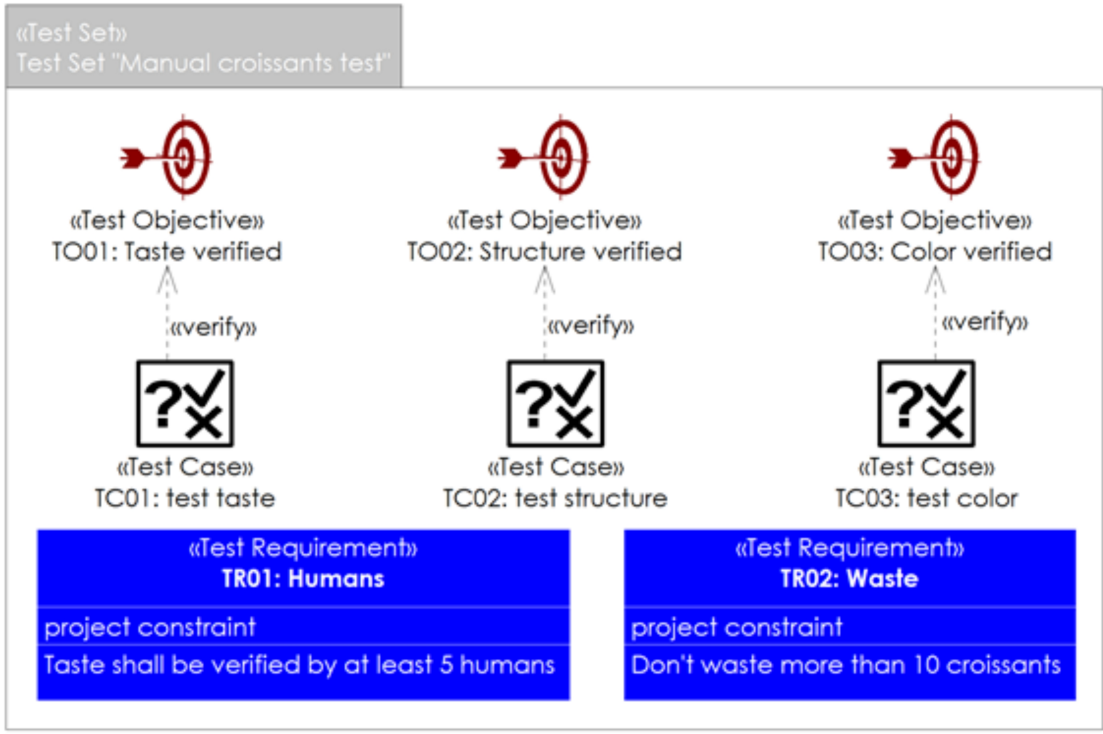 «Test Set»
Test Set "Manual croissants test"
«Test Objective»
TO01: Taste verified
«Test Objective»
TO02: Structure verified
«Test Objective»
TO03: Color verified
«verify»
«verify»
«verify»
«Test Case»
TC01: test taste
«Test Case»
TC02: test structure
«Test Case»
TC03: test color
«Test Requirement»
TR01: Humans
project constraint
Taste shall be verified by at least 5 humans
«Test Requirement»
TR02: Waste
project constraint
Don't waste more than 10 croissants